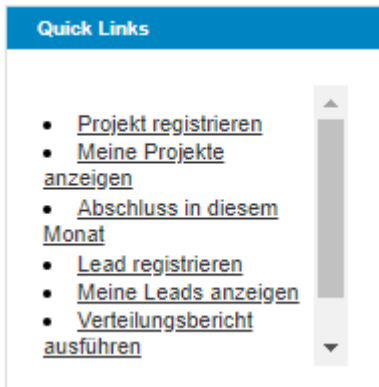 Quick Links
• Projekt registrieren
• Meine Projekte
anzeigen
• Abschluss in diesem
Monat
• Lead registrieren
• Meine Leads anzeigen
• Verteilungsbericht
ausführen